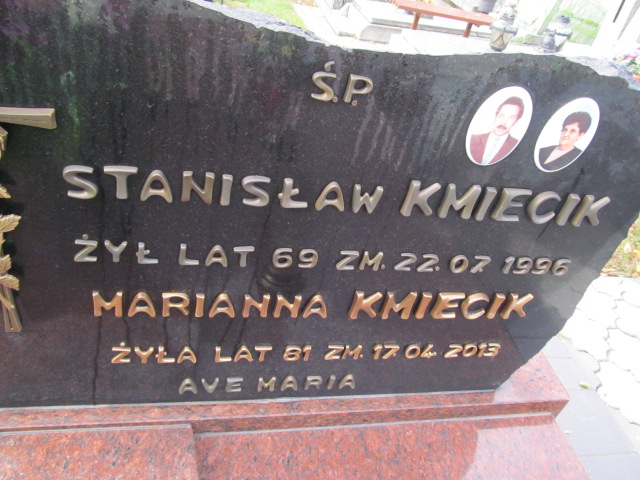 Ś.P.
STANISŁAW KMIECIK
ŻYŁ LAT 69 ZM. 22.07.1996
MARIANNA KMIECIK
ŻYŁA LAT 81 ZM. 17.04.2013
AVE MARIA